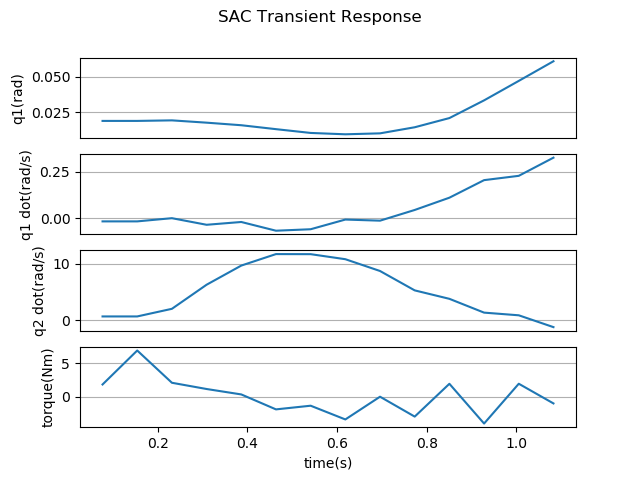 SAC Transient Response
q1(rad)
0.050
0.025
q1 dot(rad/s)
0.25
0.00
q2 dot(rad/s)
10
0
torque(Nm)
5
0
0.2 0.4 0.6 0.8 1.0
time(s)